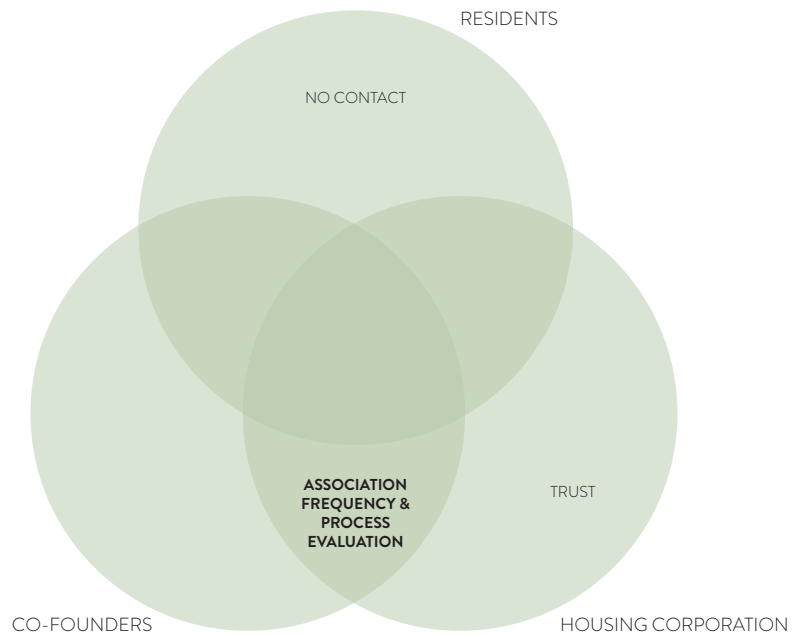 RESIDENTS
NO CONTACT
ASSOCIATION
FREQUENCY &
PROCESS
EVALUATION
TRUST
CO-FOUNDERS
HOUSING CORPORATION